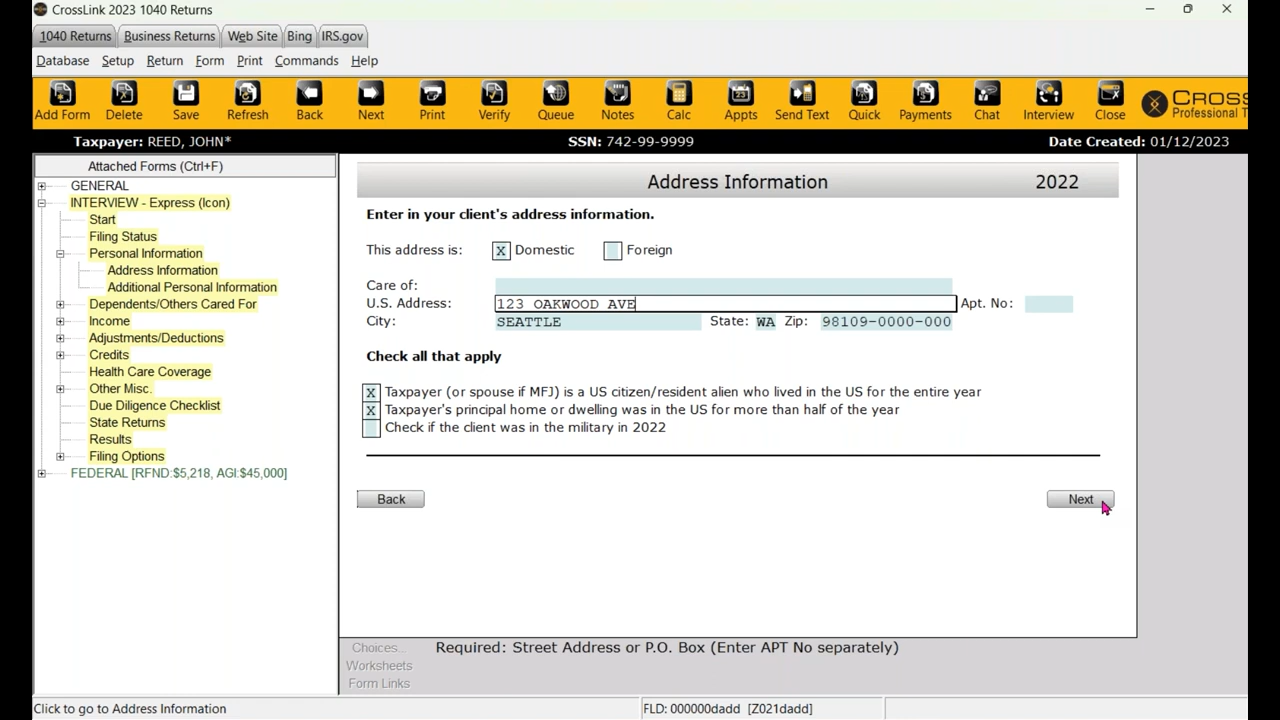 CrossLink 2023 1040 Returns
1040 Returns Business Returns Web Site Bing IRS.gov
Database Setup Return Form Print Commands Help
Add Form Delete Save Refresh Back Next Print Verify Queue Notes Calc Appts Send Text Quick Payments Chat Interview Close
CROSS
Professional T
Taxpayer: REED, JOHN* SSN: 742-99-9999 Date Created: 01/12/2023
Attached Forms (Ctrl+F)
GENERAL
INTERVIEW - Express (Icon)
Start
Filing Status
Personal Information
Address Information
Additional Personal Information
Dependents/Others Cared For
Income
Adjustments/Deductions
Credits
Health Care Coverage
Other Misc.
Due Diligence Checklist
State Returns
Results
Filing Options
FEDERAL [RFND:$5,218, AGI:$45,000]
Address Information 2022
Enter in your client's address information.
This address is: X Domestic Foreign
Care of:
U.S. Address: 123 OAKWOOD AVE Apt. No:
City: SEATTLE State: WA Zip: 98109-0000-000
Check all that apply
X Taxpayer (or spouse if MFJ) is a US citizen/resident alien who lived in the US for the entire year
X Taxpayer's principal home or dwelling was in the US for more than half of the year
Check if the client was in the military in 2022
Back Next
Choices... Required: Street Address or P.O. Box (Enter APT No separately)
Worksheets
Form Links
Click to go to Address Information FLD: 000000dadd [Z021dadd]